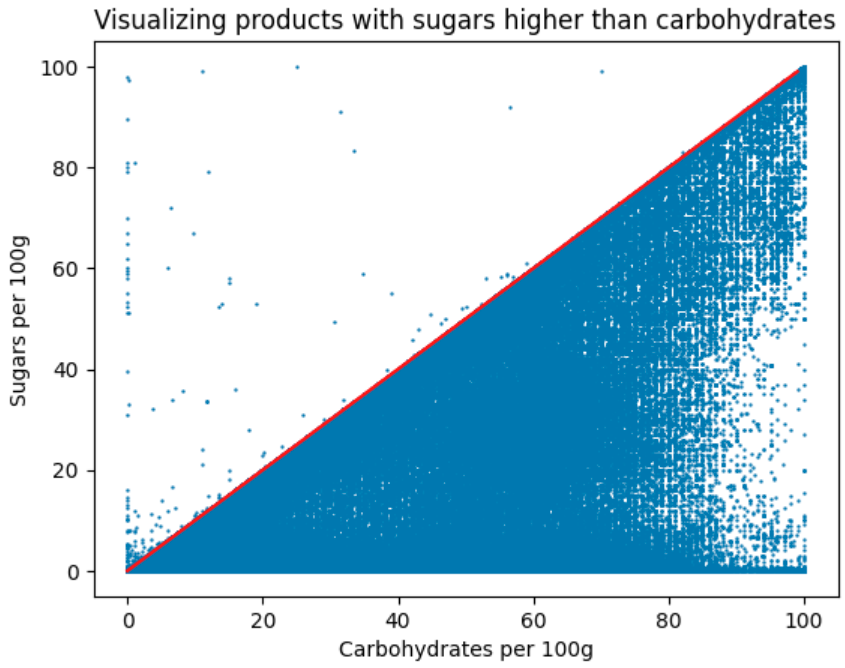 Visualizing products with sugars higher than carbohydrates
100
80
60
40
20
0
Sugars per 100g
0 20 40 60 80 100
Carbohydrates per 100g